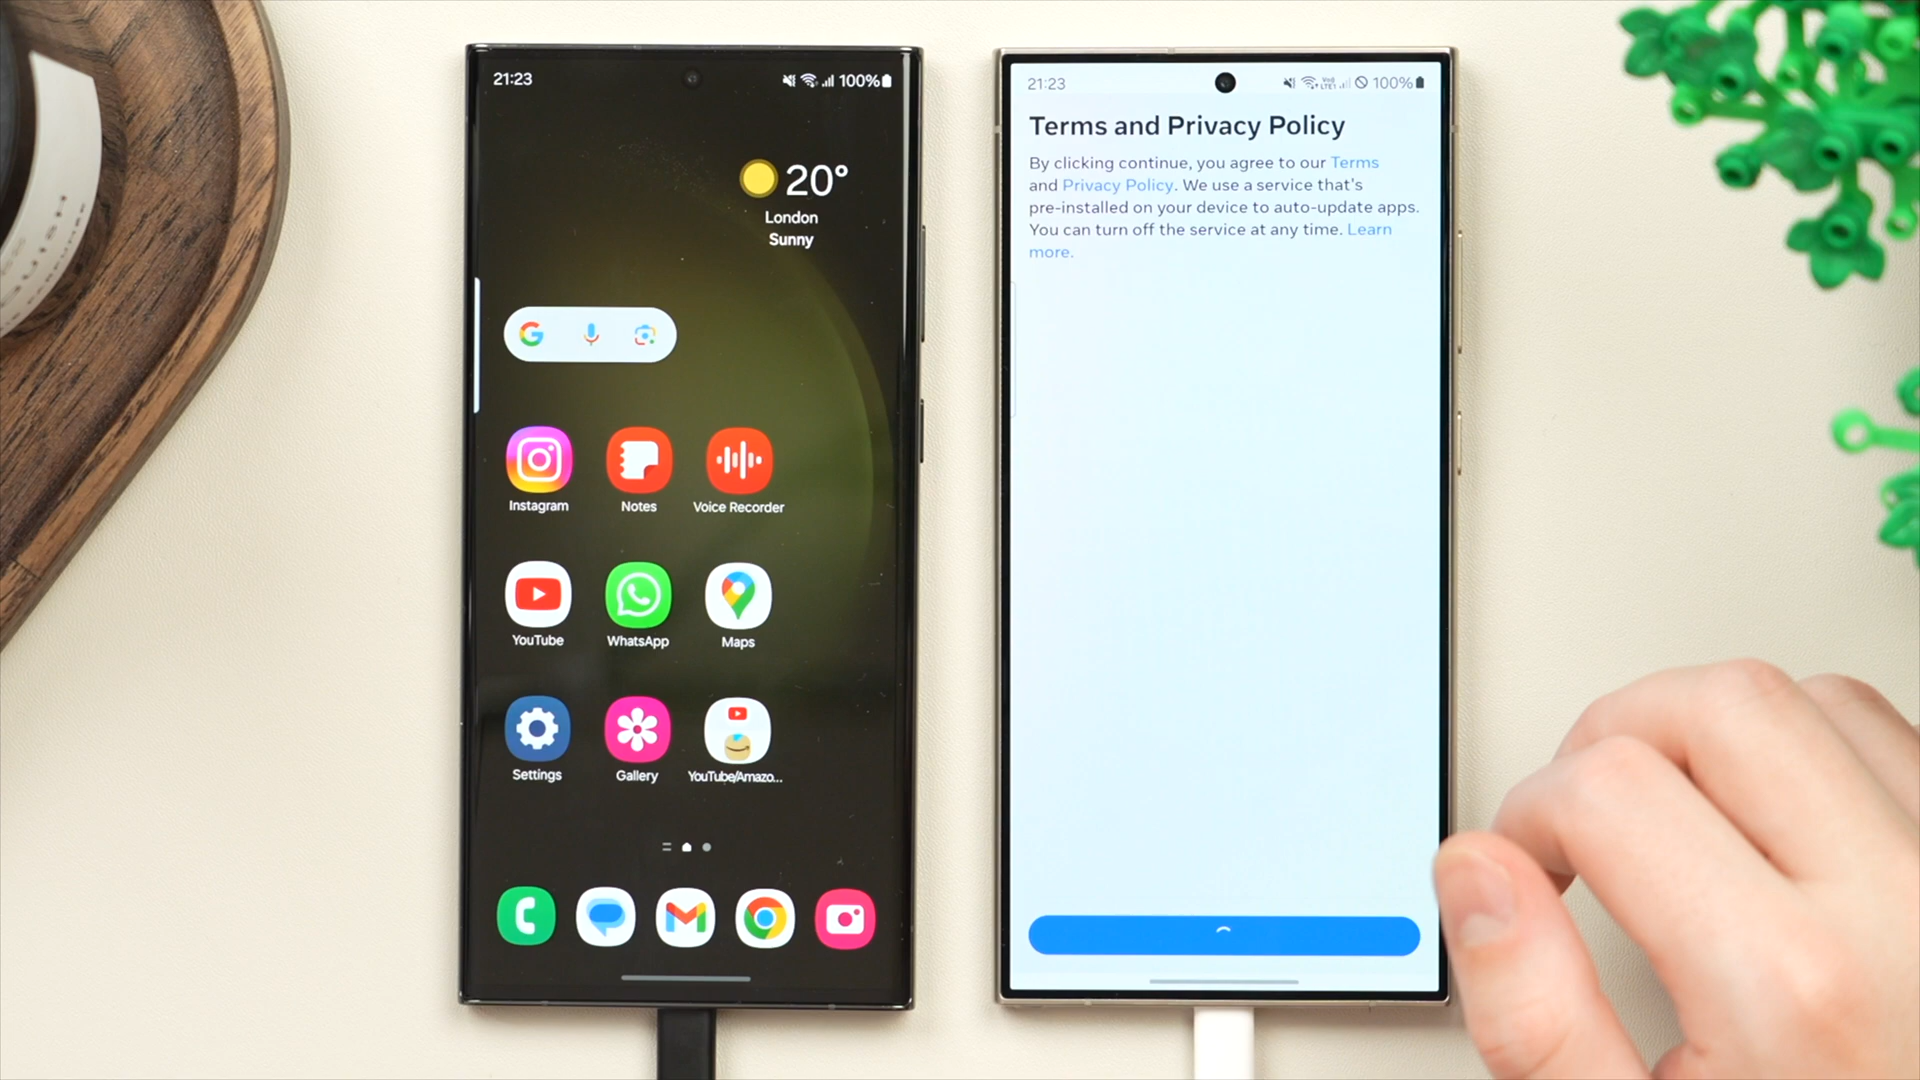 21:23
100%
20°
London
Sunny
Instagram
Notes
Voice Recorder
YouTube
WhatsApp
Maps
Settings
Gallery
YouTube/Amazo...
21:23
100%
Terms and Privacy Policy
By clicking continue, you agree to our Terms
and Privacy Policy. We use a service that's
pre-installed on your device to auto-update apps.
You can turn off the service at any time. Learn
more.